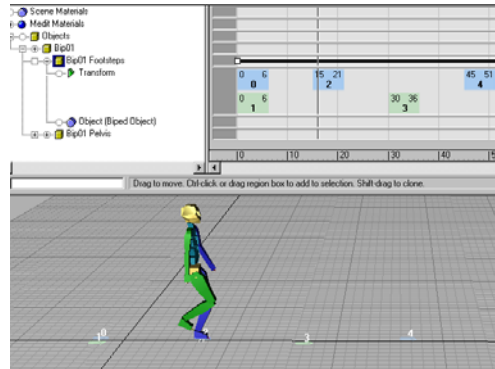 Scene Materials
Medit Materials
Objects
Bip01
Bip01 Footsteps
Transform
Object (Biped Object)
Bip01 Pelvis
0 6 15 21 45 51
0 2 4
0 6 30 36
1 3
0 10 20 30 40
Drag to move. Ctrl-click or drag region box to add to selection. Shift-drag to clone.
1 0 3 4